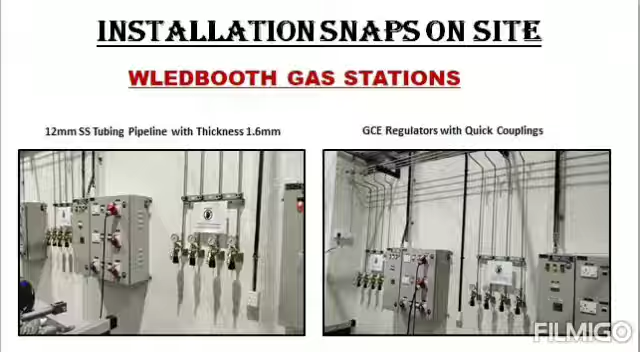 INSTALLATION SNAPS ON SITE
WLEDBOOTH GAS STATIONS
12mm SS Tubing Pipeline with Thickness 1.6mm
GCE Regulators with Quick Couplings
FILMIGO